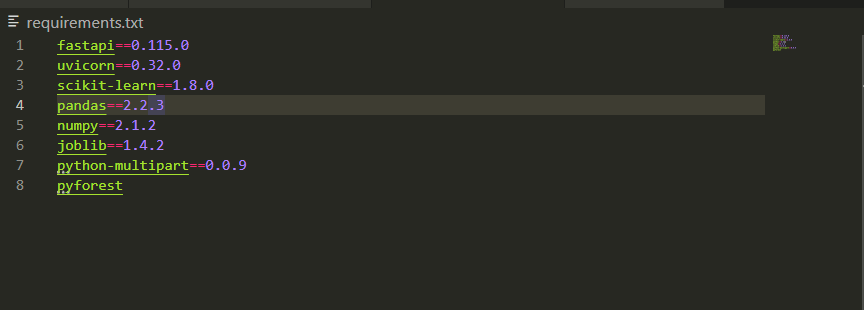 requirements.txt
1 fastapi==0.115.0
2 uvicorn==0.32.0
3 scikit-learn==1.8.0
4 pandas==2.2.3
5 numpy==2.1.2
6 joblib==1.4.2
7 python-multipart==0.0.9
8 pyforest